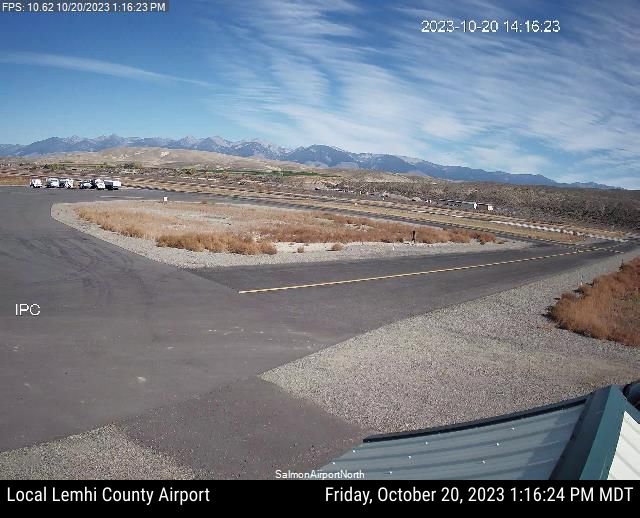 FPS: 10.62 10/20/2023 1:16:23 PM
2023-10-20 14:16:23
IPC
SalmonAirportNorth
Local Lemhi County Airport Friday, October 20, 2023 1:16:24 PM MDT